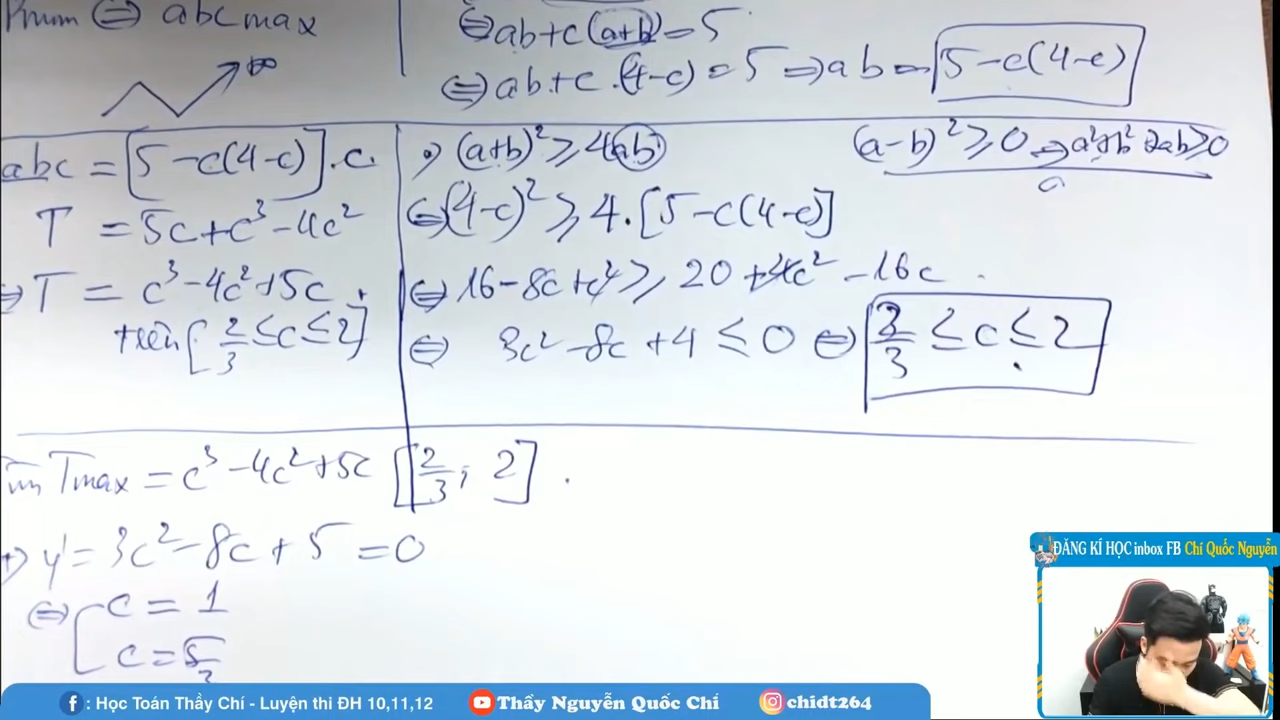 ⇔ abc max
⇔ ab+c(a+b)=5
⇔ ab+c.(4-c)=5 ⇒ ab = 5-c(4-c)
+∞
abc = [5-c(4-c)].c
T = 5c+c³-4c²
⇔ T = c³-4c²+5c
trên [2/3 ≤ c ≤ 2]
(a+b)² ≥ 4(ab)
(a-b)² ≥ 0 ⇒ a²+b²-2ab ≥ 0
⇔ (4-c)² ≥ 4.[5-c(4-c)]
⇔ 16-8c+c² ≥ 20+4c²-16c
⇔ 3c²-8c+4 ≤ 0 ⇔ 2/3 ≤ c ≤ 2
Tmax = c³-4c²+5c [2/3; 2].
+) y' = 3c²-8c+5 = 0
⇔ [ c = 1
c = 5/3
ĐĂNG KÍ HỌC inbox FB Chí Quốc Nguyễn
: Học Toán Thầy Chí - Luyện thi ĐH 10,11,12
Thầy Nguyễn Quốc Chí
chidt264